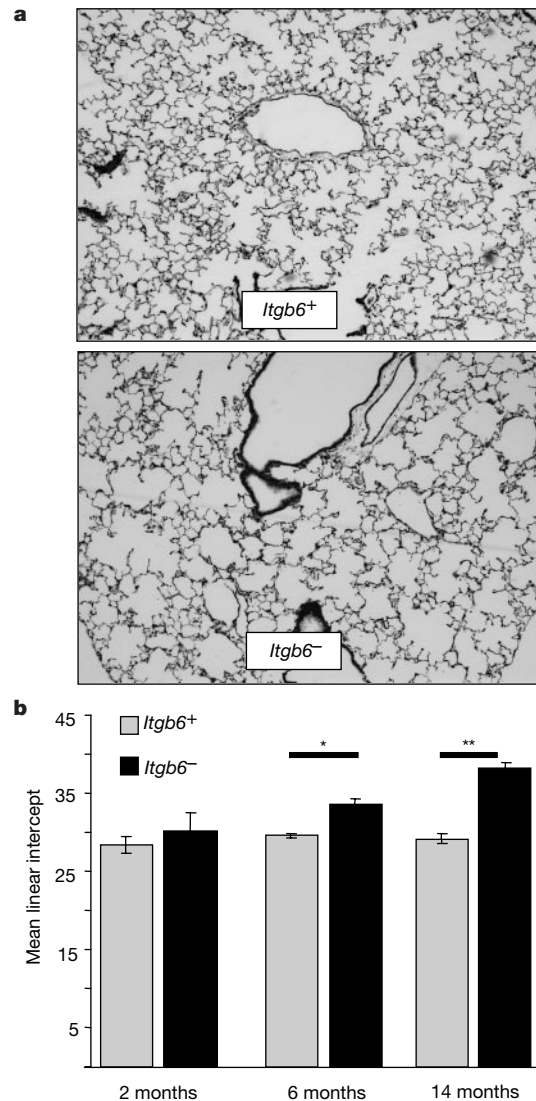 a
Itgb6+
Itgb6–
b
45
35
25
15
5
Mean linear intercept
Itgb6+
Itgb6–
*
**
2 months
6 months
14 months